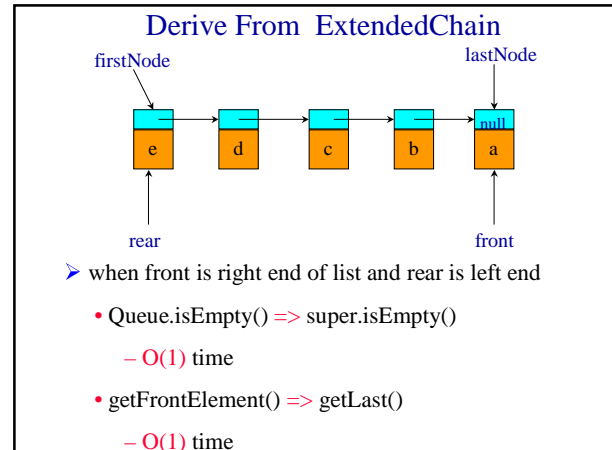 Derive From ExtendedChain
firstNode
lastNode
null
e d c b a
rear
front
➢ when front is right end of list and rear is left end
• Queue.isEmpty() => super.isEmpty()
– O(1) time
• getFrontElement() => getLast()
– O(1) time